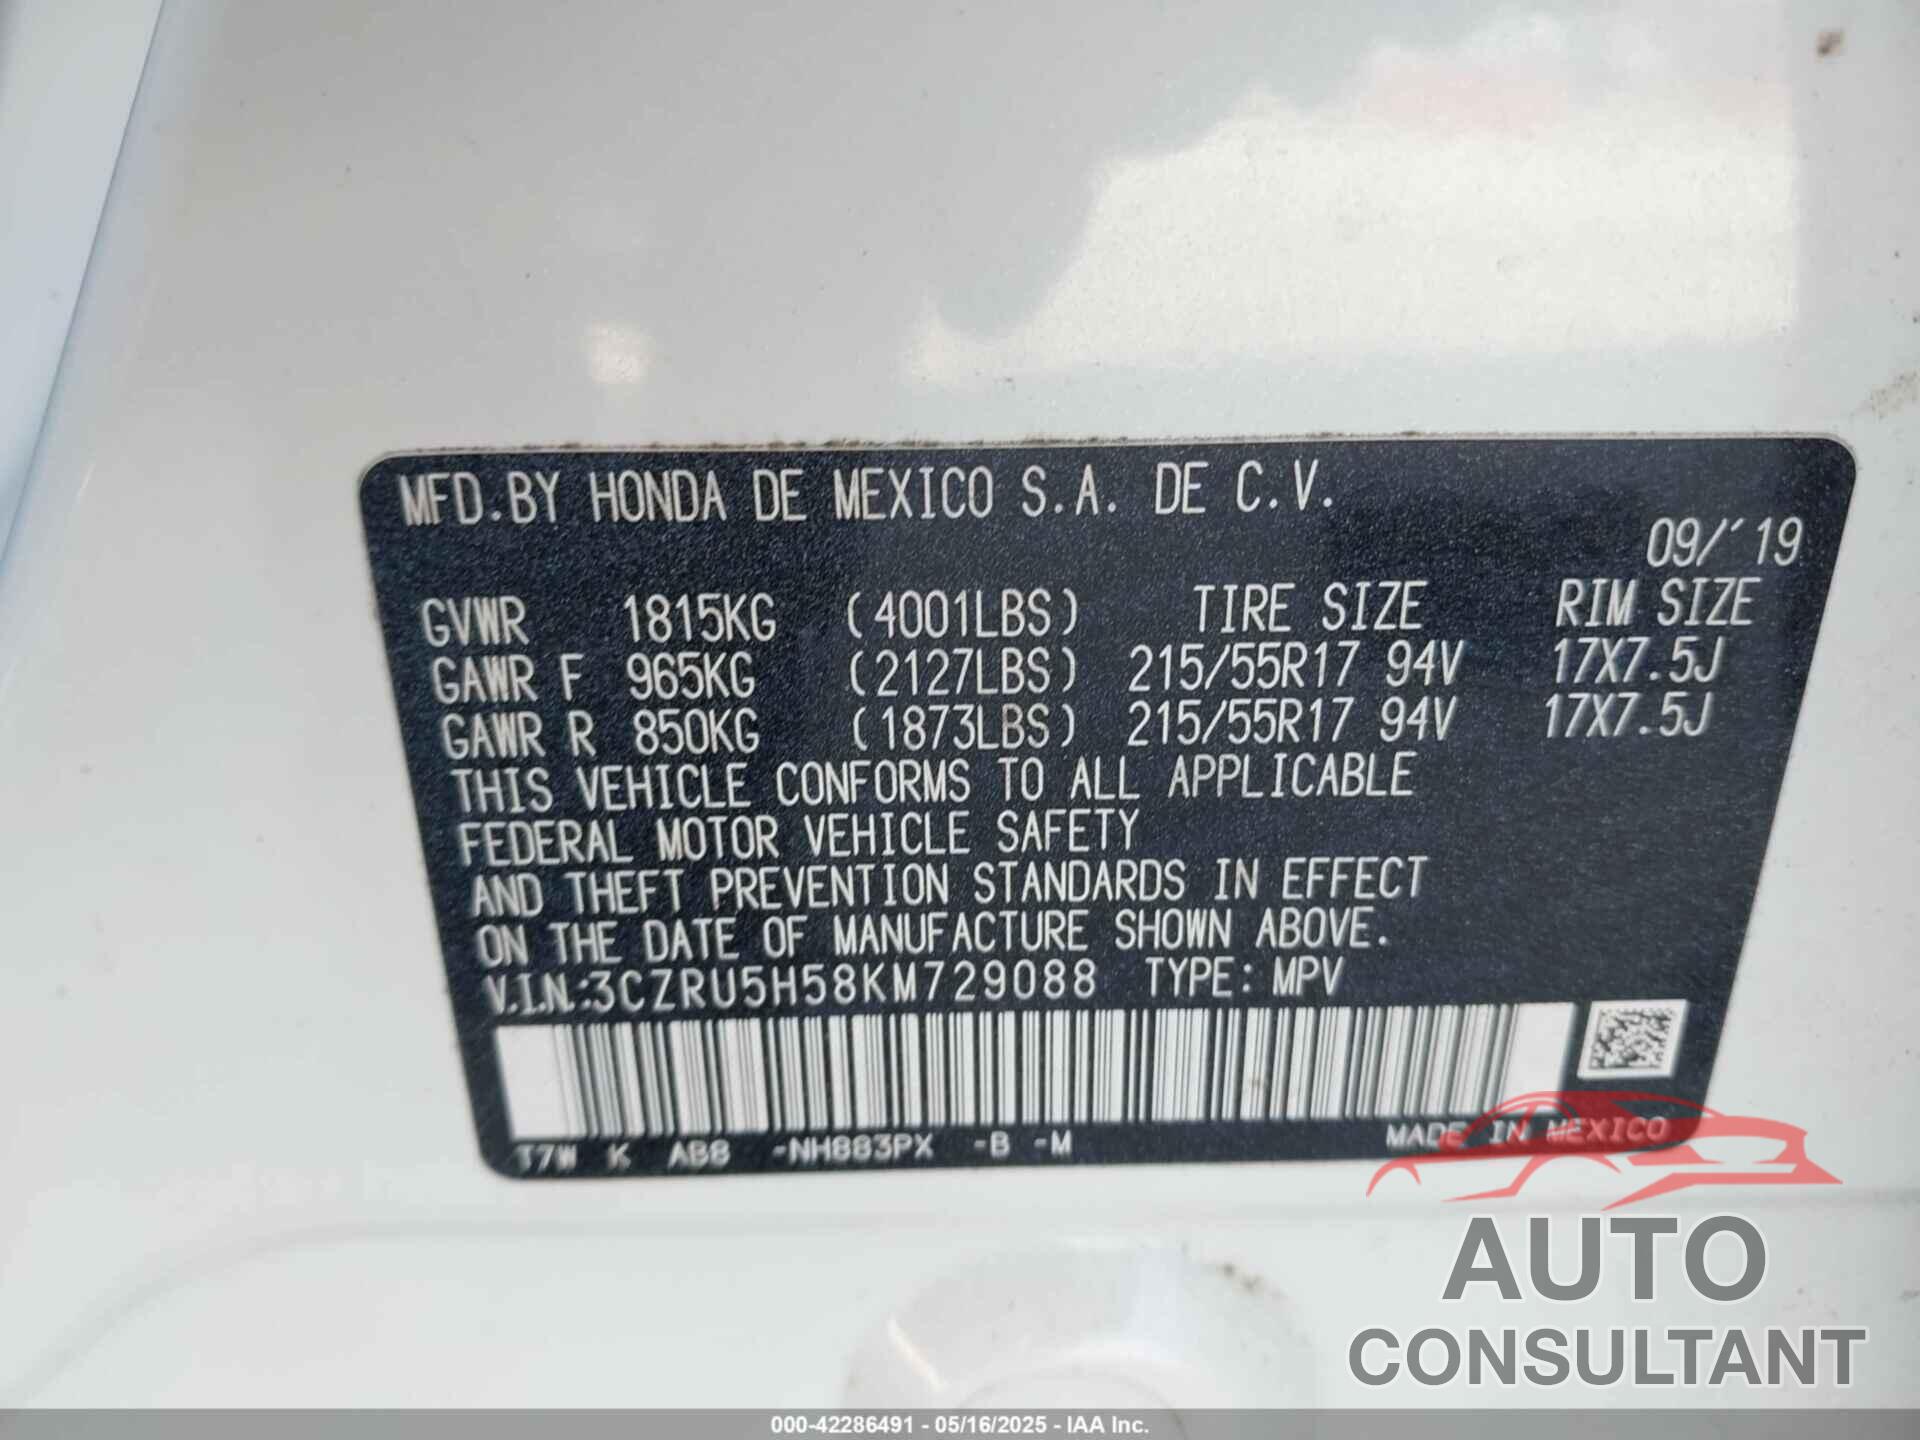 MFD.BY HONDA DE MEXICO S.A. DE C.V.
09/'19
GVWR 1815KG (4001LBS) TIRE SIZE RIM SIZE
GAWR F 965KG (2127LBS) 215/55R17 94V 17X7.5J
GAWR R 850KG (1873LBS) 215/55R17 94V 17X7.5J
THIS VEHICLE CONFORMS TO ALL APPLICABLE
FEDERAL MOTOR VEHICLE SAFETY
AND THEFT PREVENTION STANDARDS IN EFFECT
ON THE DATE OF MANUFACTURE SHOWN ABOVE.
V.I.N.:3CZRU5H58KM729088 TYPE: MPV
T7W K AB8 -NH883PX -B -M MADE IN MEXICO
AUTO
CONSULTANT
000-42286491 - 05/16/2025 - IAA Inc.